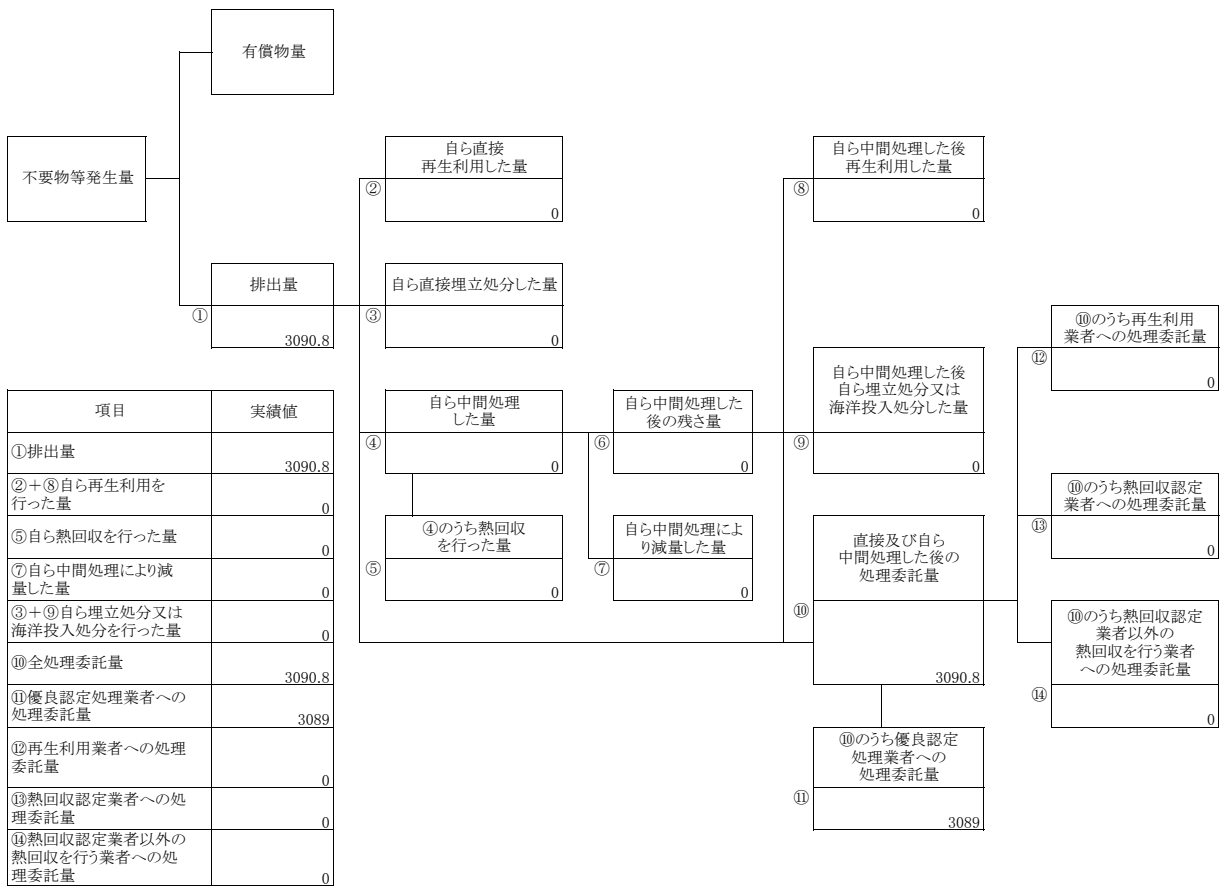 有償物量
不要物等発生量
自ら直接
再生利用した量
②
0
自ら中間処理した後
再生利用した量
⑧
0
排出量
①
3090.8
自ら直接埋立処分した量
③
0
⑩のうち再生利用
業者への処理委託量
⑫
0
自ら中間処理
した量
④
0
自ら中間処理した
後の残さ量
⑥
0
自ら中間処理した後
自ら埋立処分又は
海洋投入処分した量
⑨
0
⑩のうち熱回収認定
業者への処理委託量
⑬
0
④のうち熱回収
を行った量
⑤
0
自ら中間処理によ
り減量した量
⑦
0
直接及び自ら
中間処理した後の
処理委託量
⑩
3090.8
⑩のうち熱回収認定
業者以外の
熱回収を行う業者
への処理委託量
⑭
0
⑩のうち優良認定
処理業者への
処理委託量
⑪
3089
項目 実績値
①排出量
3090.8
②+⑧自ら再生利用を
行った量
0
⑤自ら熱回収を行った量
0
⑦自ら中間処理により減
量した量
0
③+⑨自ら埋立処分又は
海洋投入処分を行った量
0
⑩全処理委託量
3090.8
⑪優良認定処理業者への
処理委託量
3089
⑫再生利用業者への処理
委託量
0
⑬熱回収認定業者への処
理委託量
0
⑭熱回収認定業者以外の
熱回収を行う業者への処
理委託量
0